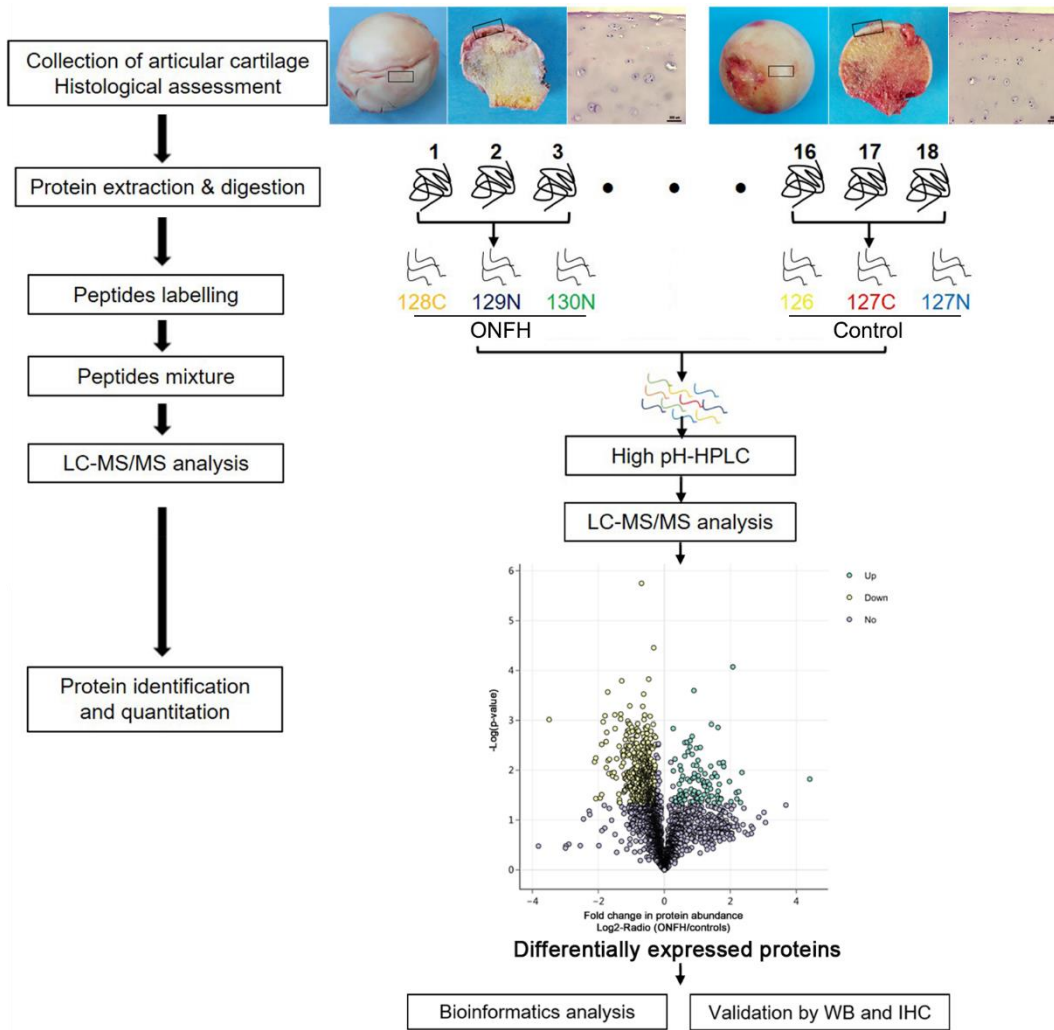 Collection of articular cartilage
Histological assessment
Protein extraction & digestion
Peptides labelling
Peptides mixture
LC-MS/MS analysis
Protein identification
and quantitation
1 2 3 16 17 18
128C 129N 130N 126 127C 127N
ONFH Control
High pH-HPLC
LC-MS/MS analysis
Up
Down
No
6
5
4
3
2
1
0
-Log(p-value)
−4 −2 0 2 4
Fold change in protein abundance
Log2-Radio (ONFH/controls)
Differentially expressed proteins
Bioinformatics analysis
Validation by WB and IHC